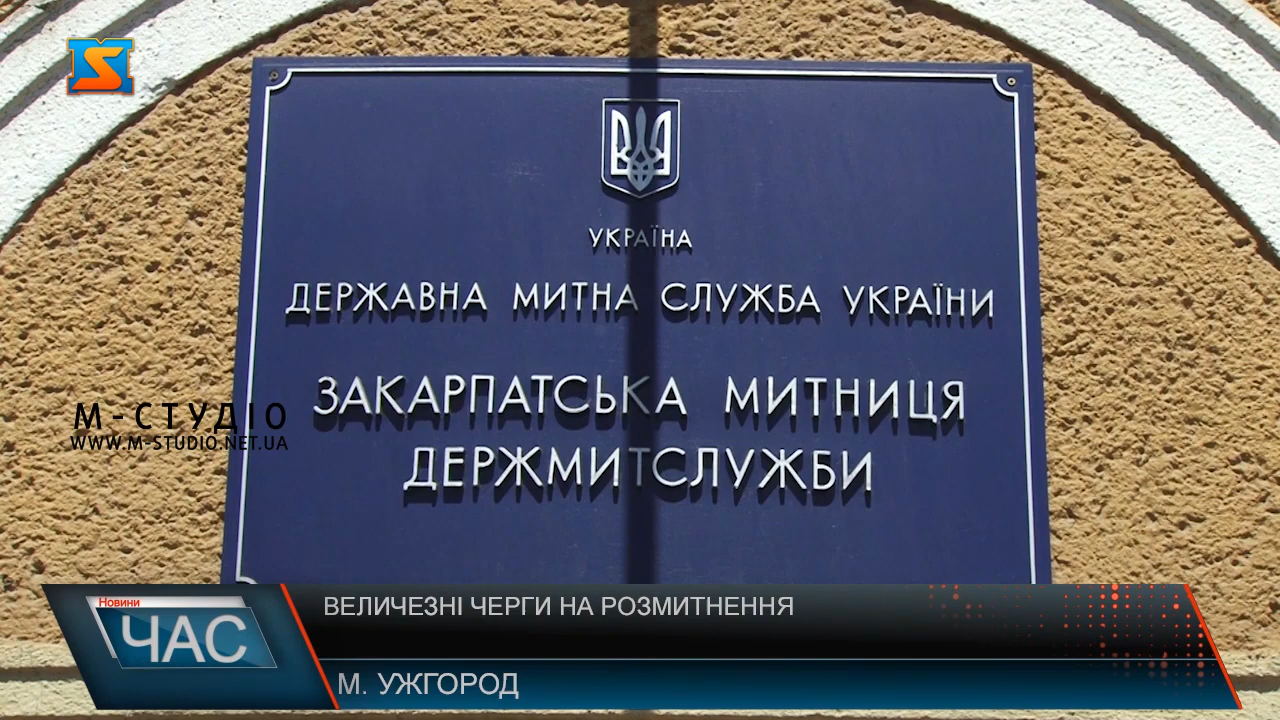 УКРАЇНА
ДЕРЖАВНА МИТНА СЛУЖБА УКРАЇНИ
ЗАКАРПАТСЬКА МИТНИЦЯ
ДЕРЖМИТСЛУЖБИ
М-СТУДІО
WWW.M-STUDIO.NET.UA
Новини
ЧАС
ВЕЛИЧЕЗНІ ЧЕРГИ НА РОЗМИТНЕННЯ
М. УЖГОРОД